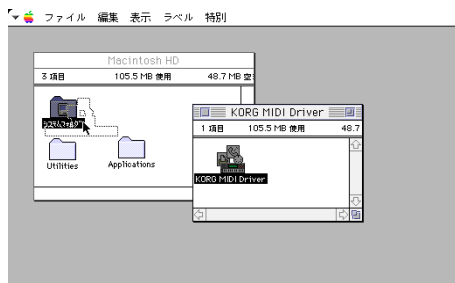 ファイル 編集 表示 ラベル 特別
Macintosh HD
3 項目 105.5 MB 使用 48.7 MB 空
システムフォルダ
Utilities
Applications
KORG MIDI Driver
1 項目 105.5 MB 使用 48.7
KORG MIDI Driver